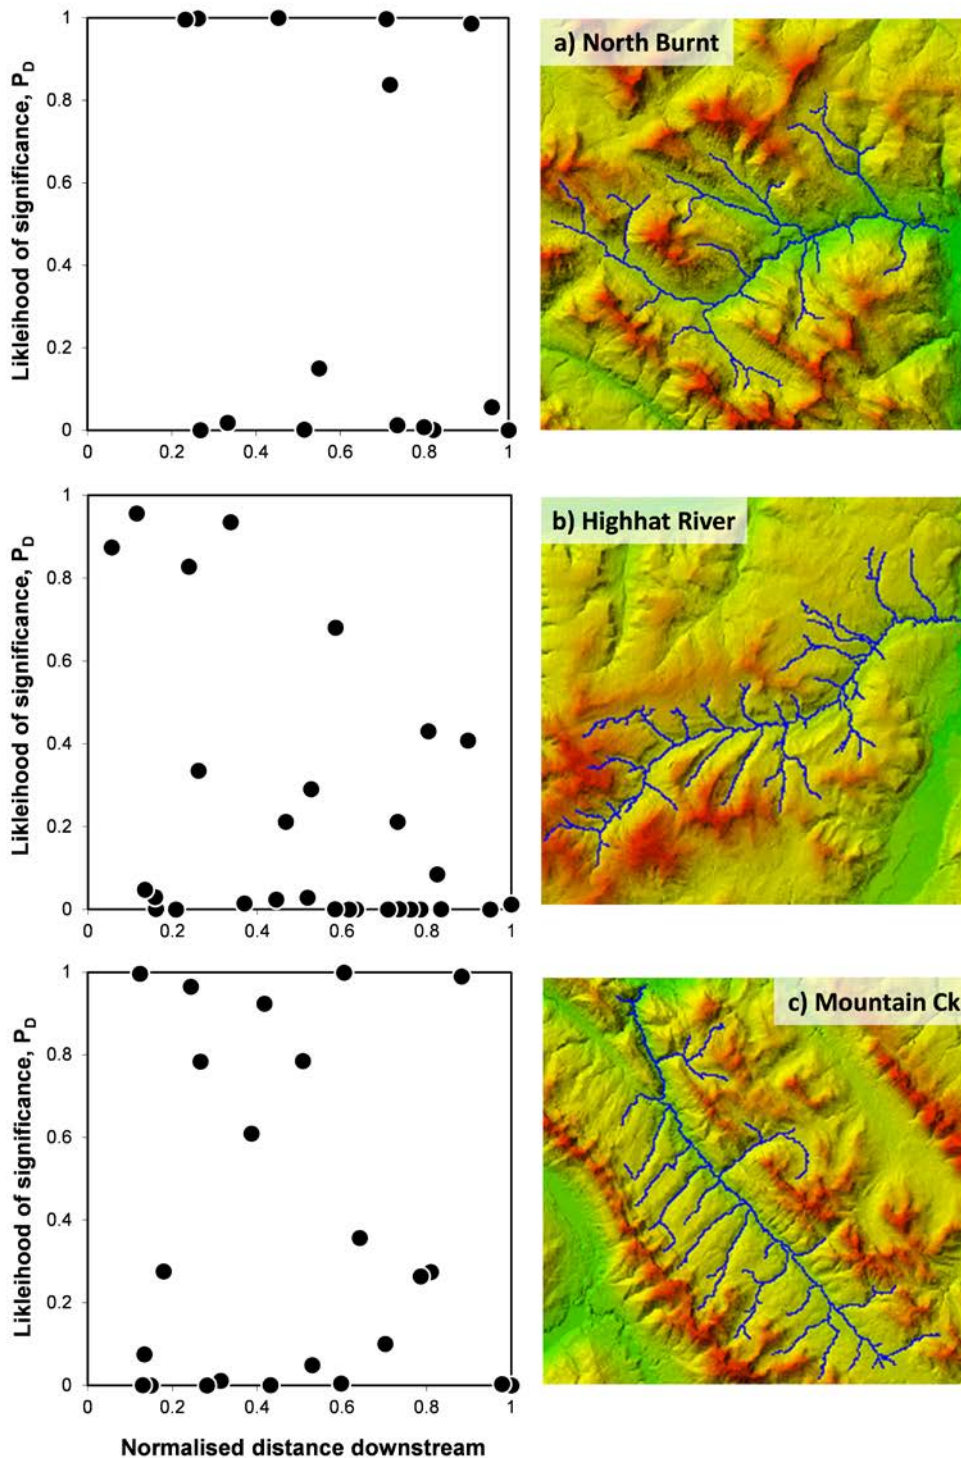 1
0.8
0.6
0.4
0.2
0
Likleihood of significance, PD
0 0.2 0.4 0.6 0.8 1
a) North Burnt
1
0.8
0.6
0.4
0.2
0
Likleihood of significance, PD
0 0.2 0.4 0.6 0.8 1
b) Highhat River
1
0.8
0.6
0.4
0.2
0
Likleihood of significance, PD
0 0.2 0.4 0.6 0.8 1
Normalised distance downstream
c) Mountain Ck